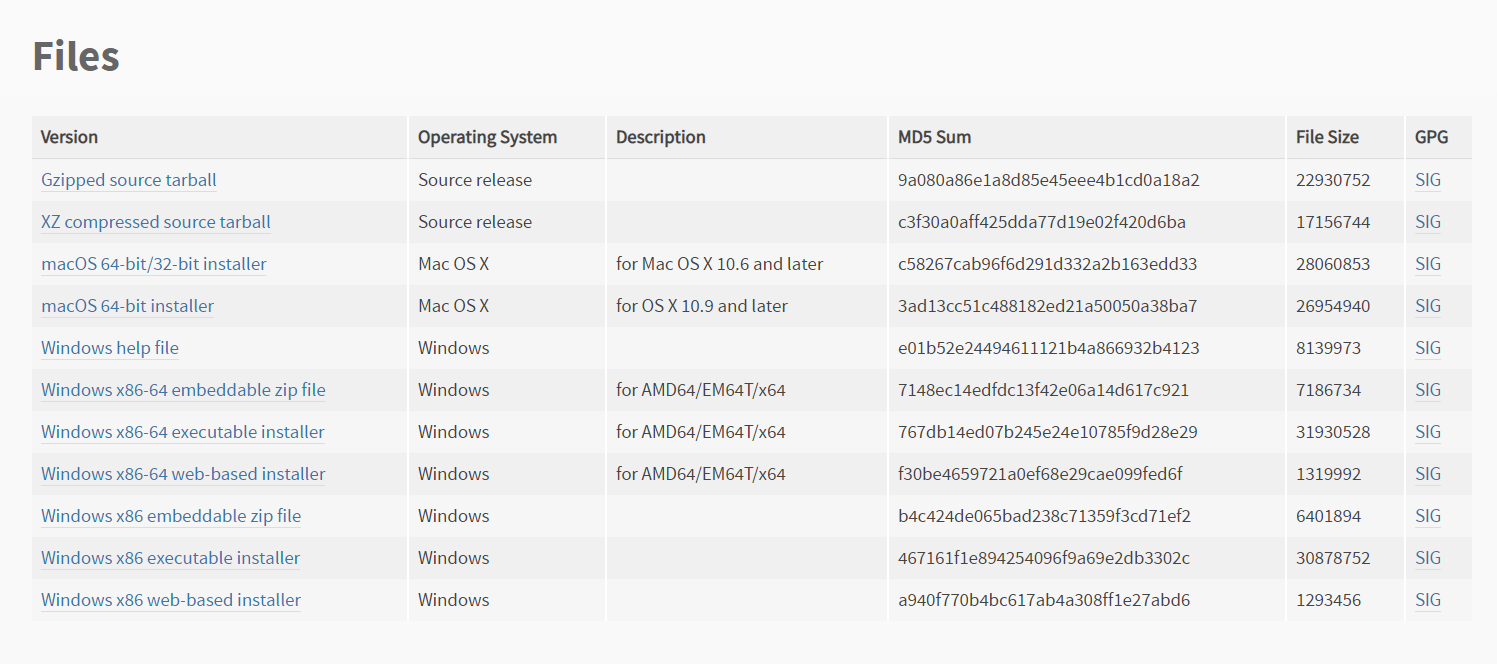 Files
Version Operating System Description MD5 Sum File Size GPG
Gzipped source tarball Source release 9a080a86e1a8d85e45eee4b1cd0a18a2 22930752 SIG
XZ compressed source tarball Source release c3f30a0aff425dda77d19e02f420d6ba 17156744 SIG
macOS 64-bit/32-bit installer Mac OS X for Mac OS X 10.6 and later c58267cab96f6d291d332a2b163edd33 28060853 SIG
macOS 64-bit installer Mac OS X for OS X 10.9 and later 3ad13cc51c488182ed21a50050a38ba7 26954940 SIG
Windows help file Windows e01b52e24494611121b4a866932b4123 8139973 SIG
Windows x86-64 embeddable zip file Windows for AMD64/EM64T/x64 7148ec14edfdc13f42e06a14d617c921 7186734 SIG
Windows x86-64 executable installer Windows for AMD64/EM64T/x64 767db14ed07b245e24e10785f9d28e29 31930528 SIG
Windows x86-64 web-based installer Windows for AMD64/EM64T/x64 f30be4659721a0ef68e29cae099fed6f 1319992 SIG
Windows x86 embeddable zip file Windows b4c424de065bad238c71359f3cd71ef2 6401894 SIG
Windows x86 executable installer Windows 467161f1e894254096f9a69e2db3302c 30878752 SIG
Windows x86 web-based installer Windows a940f770b4bc617ab4a308ff1e27abd6 1293456 SIG